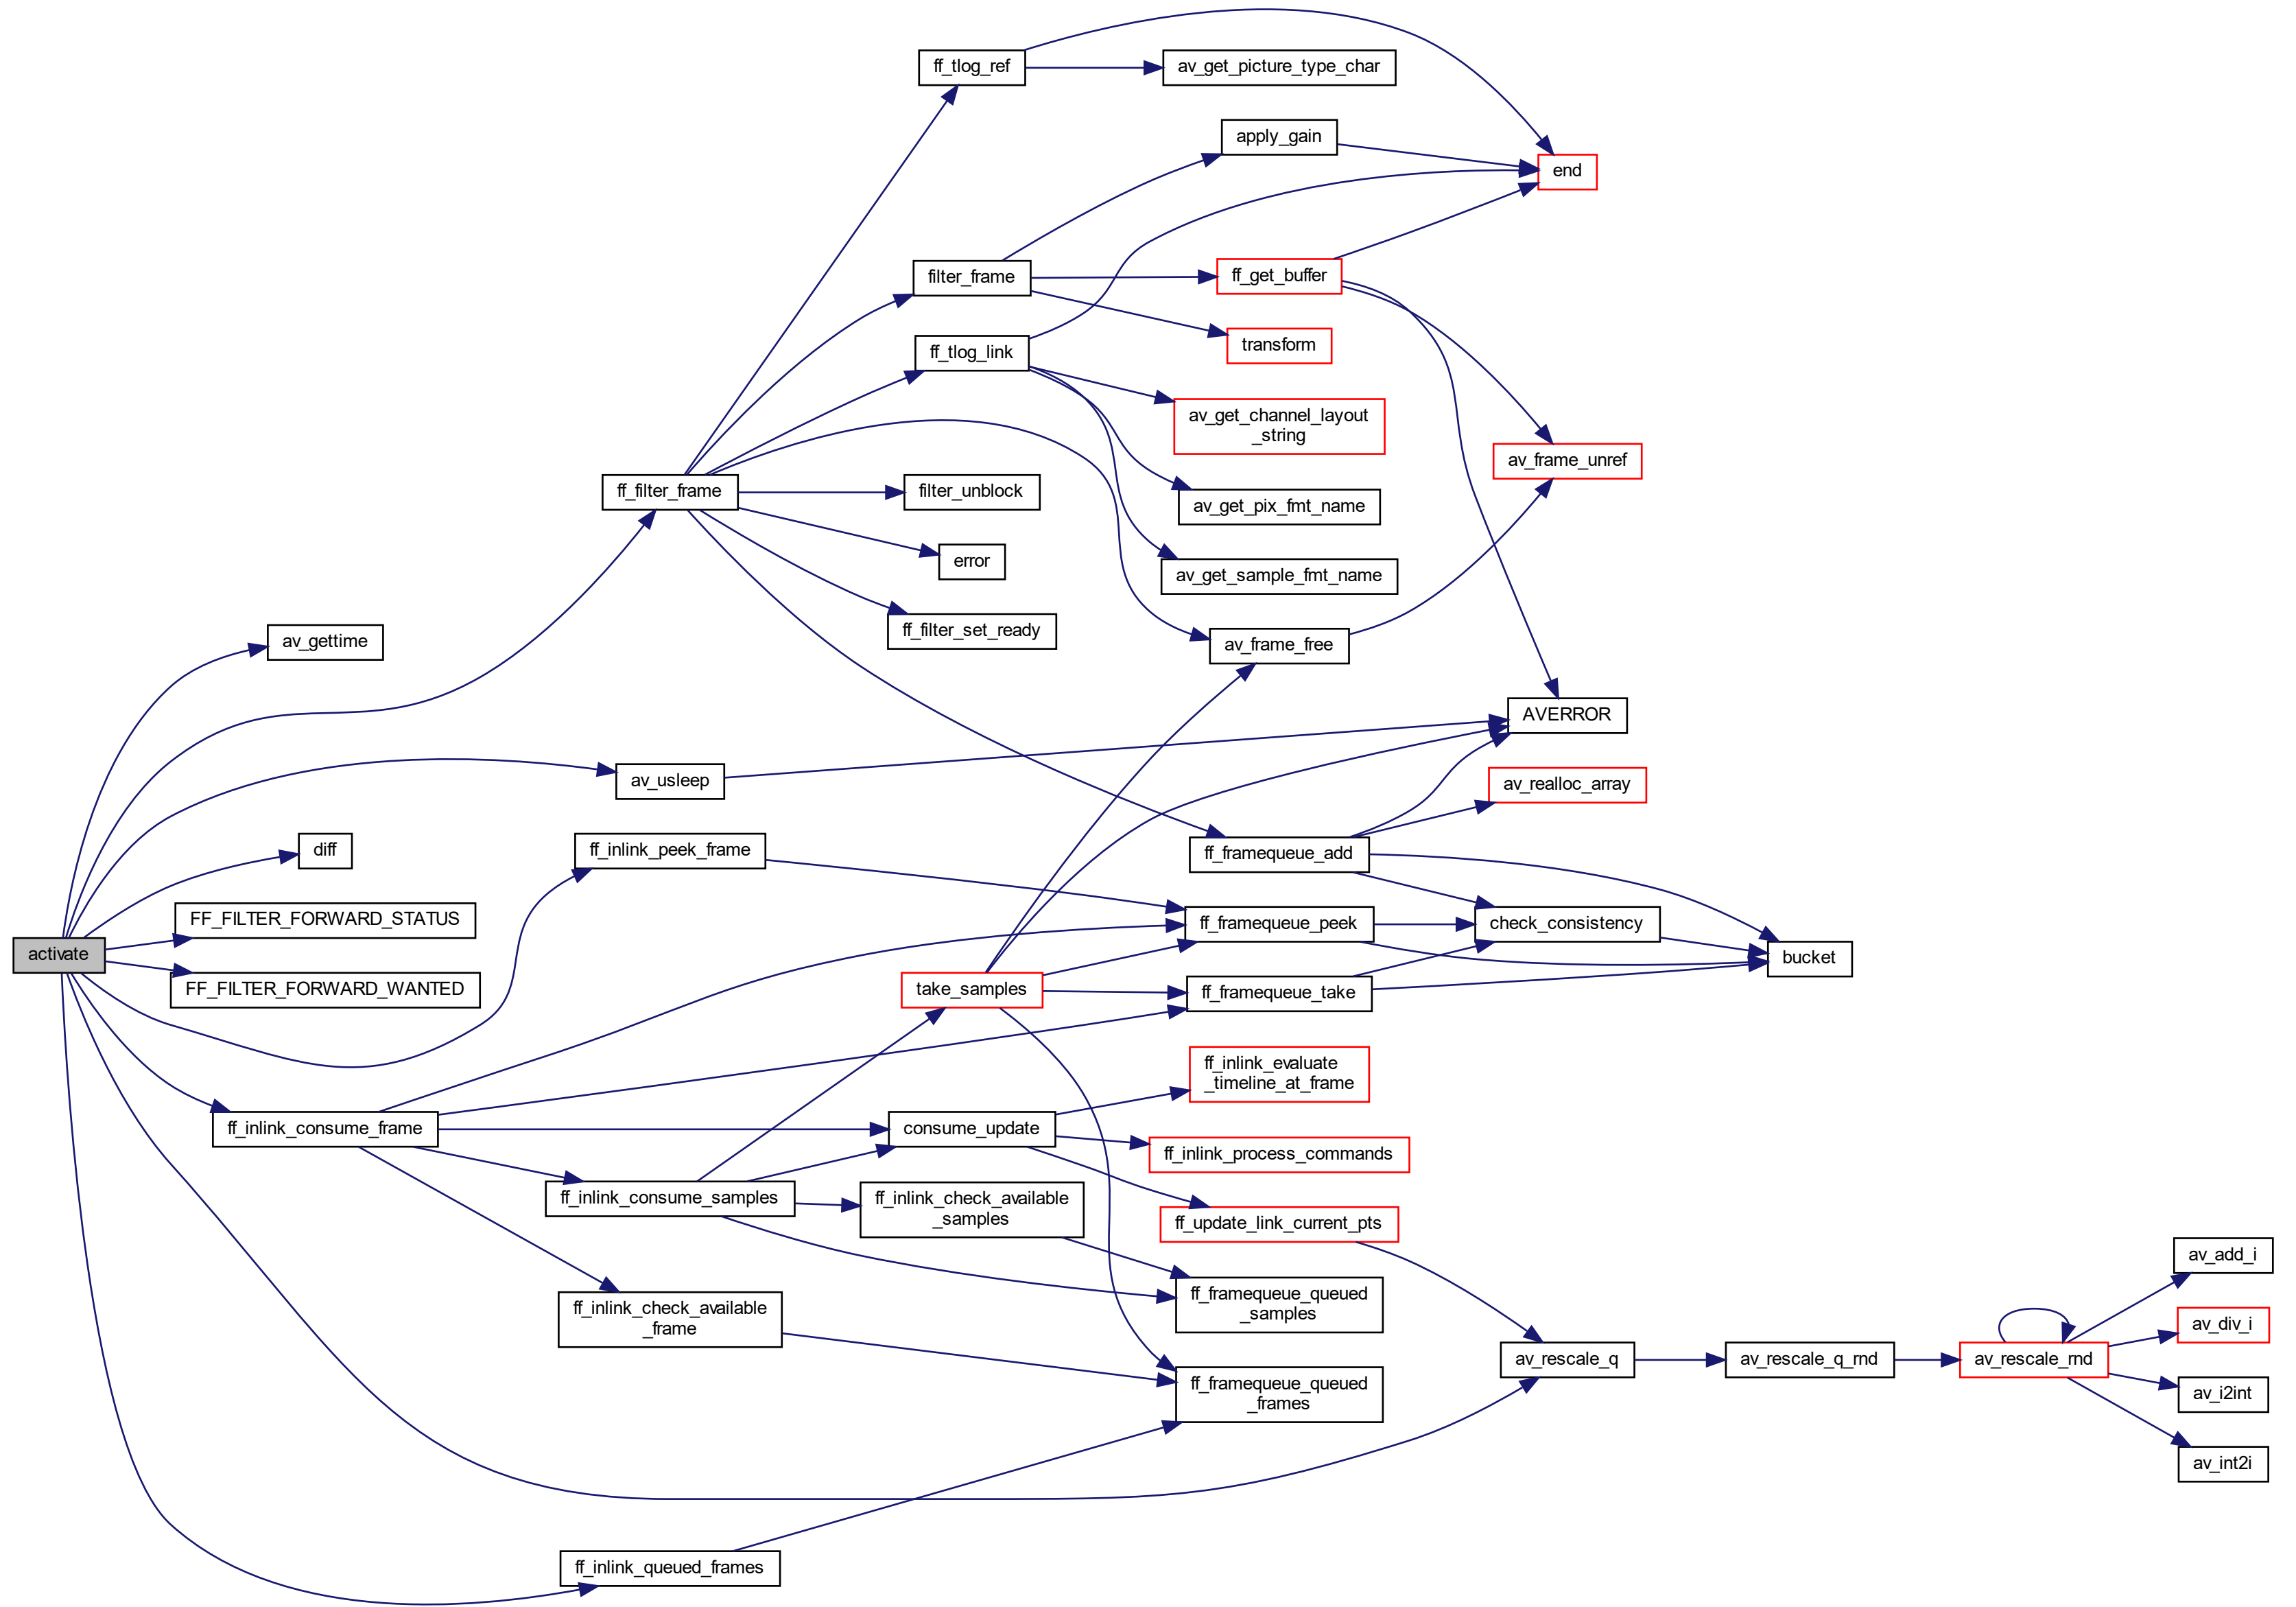 ff_tlog_ref
av_get_picture_type_char
apply_gain
end
filter_frame
ff_get_buffer
transform
ff_tlog_link
av_get_channel_layout
_string
ff_filter_frame
filter_unblock
av_get_pix_fmt_name
av_frame_unref
error
av_get_sample_fmt_name
ff_filter_set_ready
av_gettime
av_frame_free
AVERROR
av_usleep
av_realloc_array
diff
ff_inlink_peek_frame
ff_framequeue_add
FF_FILTER_FORWARD_STATUS
ff_framequeue_peek
check_consistency
activate
bucket
FF_FILTER_FORWARD_WANTED
take_samples
ff_framequeue_take
ff_inlink_evaluate
_timeline_at_frame
ff_inlink_consume_frame
consume_update
ff_inlink_process_commands
ff_inlink_consume_samples
ff_inlink_check_available
_samples
ff_update_link_current_pts
av_add_i
ff_inlink_check_available
_frame
ff_framequeue_queued
_samples
av_div_i
av_rescale_q
av_rescale_q_rnd
av_rescale_rnd
ff_framequeue_queued
_frames
av_i2int
av_int2i
ff_inlink_queued_frames